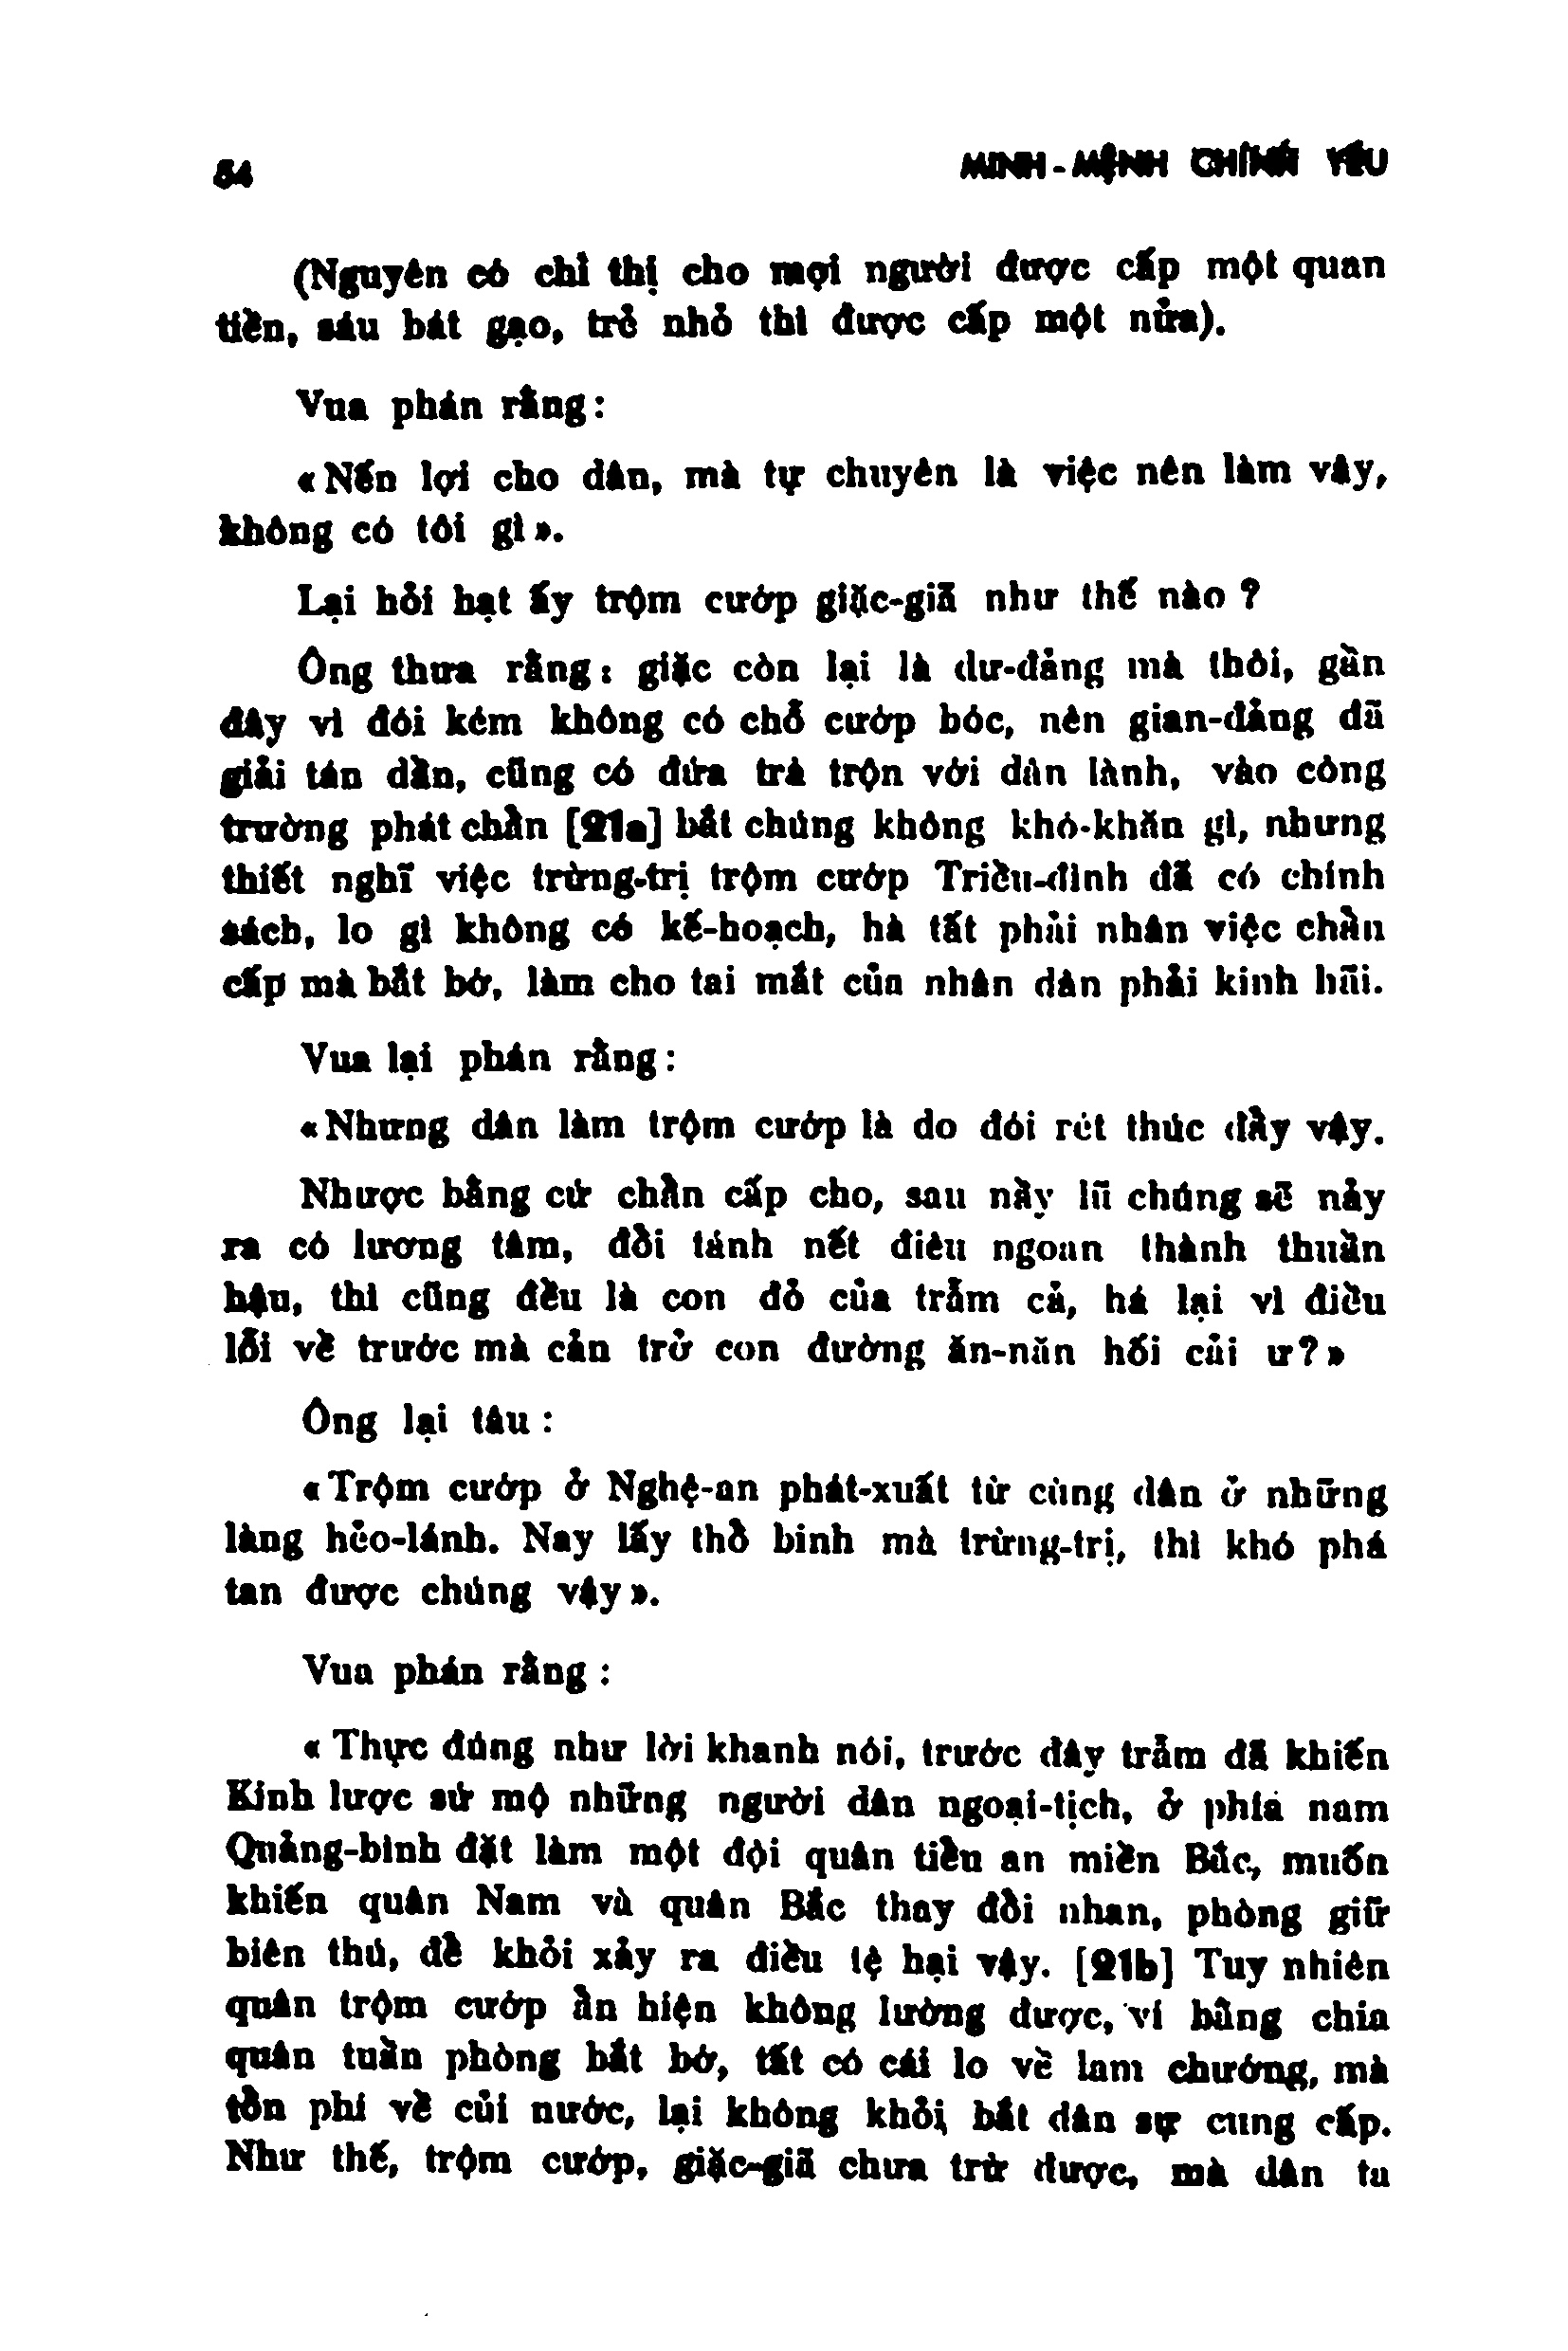 54
MINH-MỆNH CHÍNH YẾU
(Nguyên có chỉ thị cho mọi người được cấp một quan
tiền, sáu bát gạo, trẻ nhỏ thì được cấp một nửa).
Vua phán rằng:
«Nếu lợi cho dân, mà tự chuyên là việc nên làm vậy,
không có tôi gì».
Lại hỏi hạt ấy trộm cướp giặc-giã như thế nào ?
Ông thưa rằng: giặc còn lại là dư-đảng mà thôi, gần
đây vì đói kém không có chỗ cướp bóc, nên gian-đảng đã
giải tán dần, cũng có đứa trà trộn với dân lành, vào công
trường phát chẩn [21a] bắt chúng không khó-khăn gì, nhưng
thiết nghĩ việc trừng-trị trộm cướp Triều-đình đã có chính
sách, lo gì không có kế-hoạch, hà tất phải nhân việc chẩn
cấp mà bắt bớ, làm cho tai mắt của nhân dân phải kinh hãi.
Vua lại phán rằng:
«Nhưng dân làm trộm cướp là do đói rét thúc đẩy vậy.
Nhược bằng cứ chẩn cấp cho, sau nầy lũ chúng sẽ nảy
ra có lương tâm, đổi tánh nết điêu ngoan thành thuần
hậu, thì cũng đều là con đỏ của trẫm cả, há lại vì điều
lỗi về trước mà cản trở con đường ăn-năn hối cải ư?»
Ông lại tâu :
«Trộm cướp ở Nghệ-an phát-xuất từ cùng dân ở những
làng hẻo-lánh. Nay lấy thổ binh mà trừng-trị, thì khó phá
tan được chúng vậy».
Vua phán rằng :
« Thực đúng như lời khanh nói, trước đây trẫm đã khiến
Kinh lược sứ mộ những người dân ngoại-tịch, ở phía nam
Quảng-bình đặt làm một đội quân tiền an miền Bắc, muốn
khiến quân Nam và quân Bắc thay đổi nhau, phòng giữ
biên thú, để khỏi xảy ra điều tệ hại vậy. [21b] Tuy nhiên
quân trộm cướp ẩn hiện không lường được, ví bằng chia
quân tuần phòng bắt bớ, tất có cái lo về lam chướng, mà
tổn phí về củi nước, lại không khỏi bắt dân sự cung cấp.
Như thế, trộm cướp, giặc-giã chưa trừ được, mà dân ta